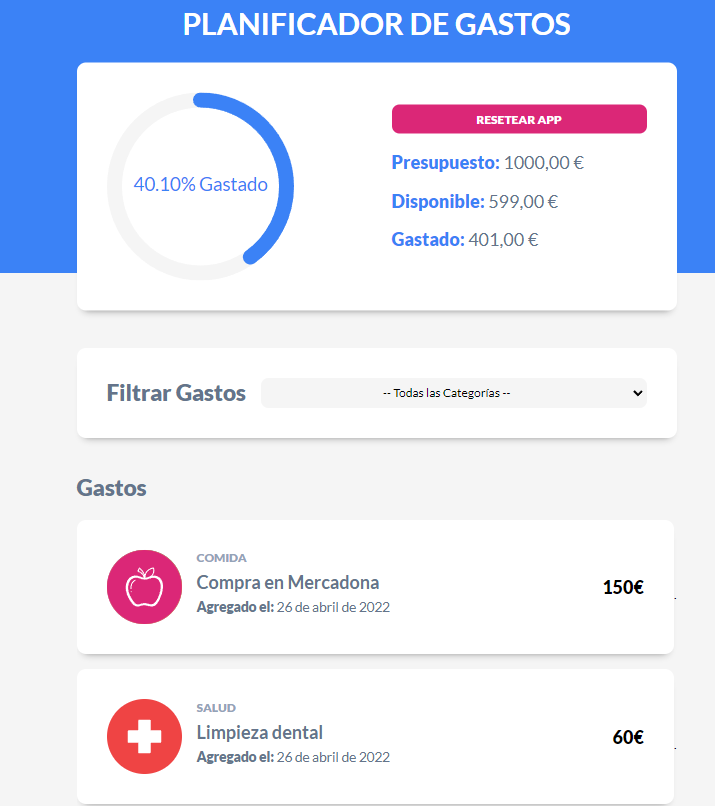 PLANIFICADOR DE GASTOS
40.10% Gastado
RESETEAR APP
Presupuesto: 1000,00 €
Disponible: 599,00 €
Gastado: 401,00 €
Filtrar Gastos
-- Todas las Categorías --
Gastos
COMIDA
Compra en Mercadona
Agregado el: 26 de abril de 2022
150€
SALUD
Limpieza dental
Agregado el: 26 de abril de 2022
60€